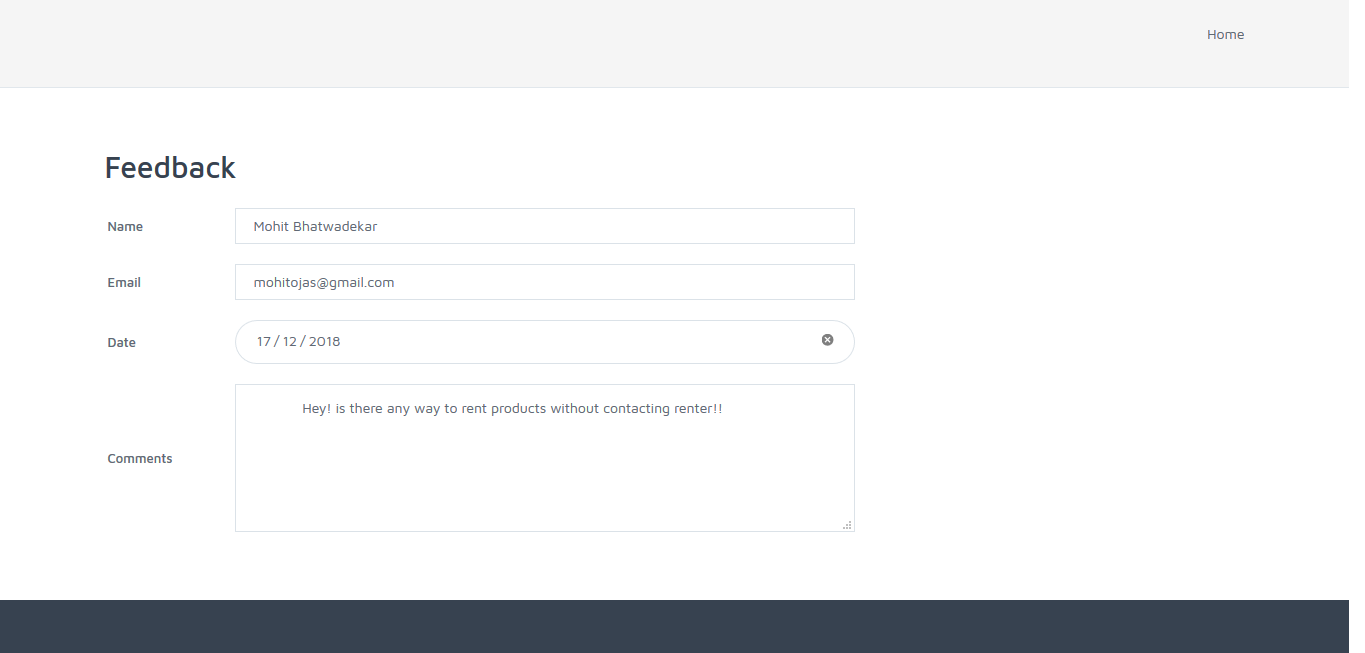 Home
Feedback
Name Mohit Bhatwadekar
Email mohitojas@gmail.com
Date 17 / 12 / 2018
Comments Hey! is there any way to rent products without contacting renter!!